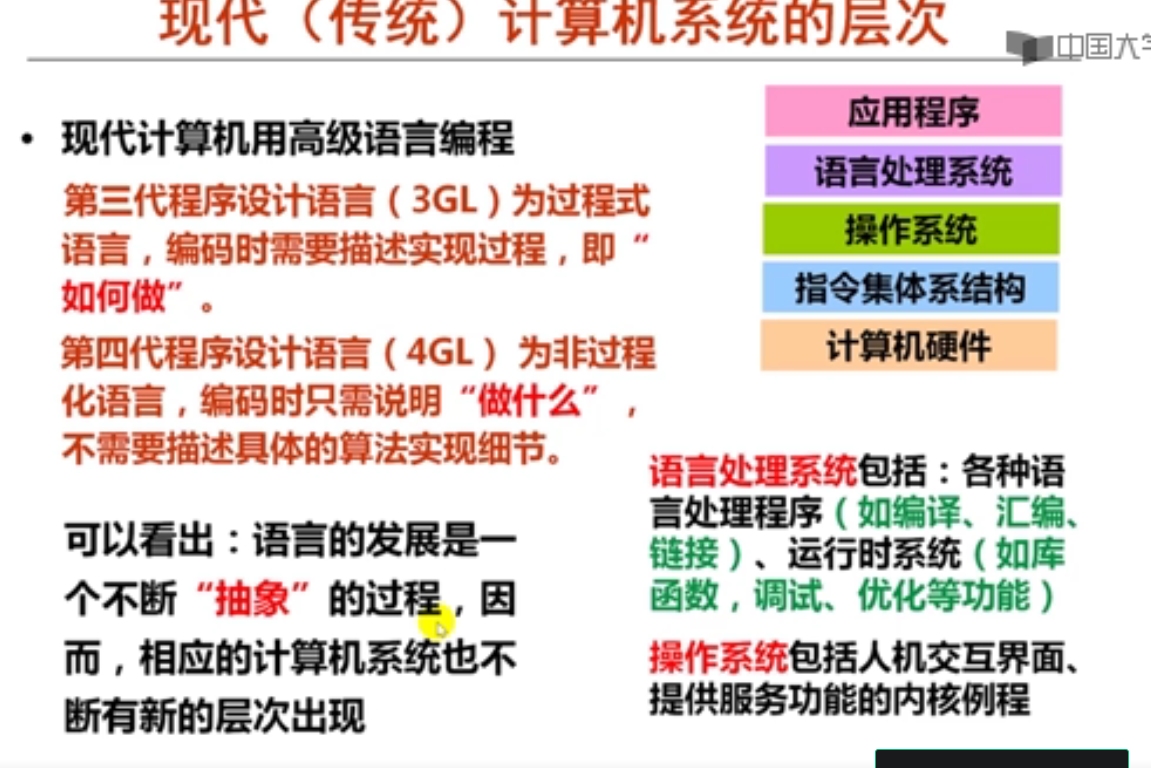 现代（传统）计算机系统的层次
中国大学
• 现代计算机用高级语言编程
第三代程序设计语言（3GL）为过程式
语言，编码时需要描述实现过程，即“
如何做”。
第四代程序设计语言（4GL） 为非过程
化语言，编码时只需说明“做什么”，
不需要描述具体的算法实现细节。
可以看出：语言的发展是一
个不断“抽象”的过程，因
而，相应的计算机系统也不
断有新的层次出现
应用程序
语言处理系统
操作系统
指令集体系结构
计算机硬件
语言处理系统包括：各种语
言处理程序（如编译、汇编、
链接）、运行时系统（如库
函数，调试、优化等功能）
操作系统包括人机交互界面、
提供服务功能的内核例程